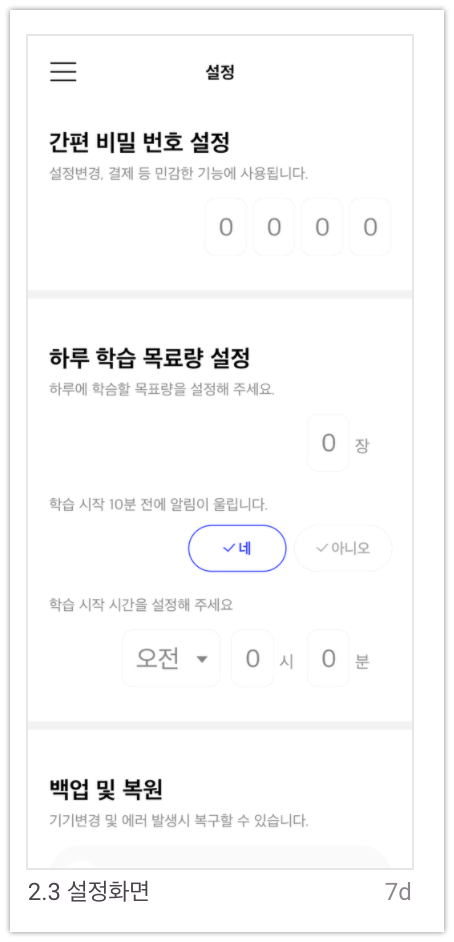 설정
간편 비밀 번호 설정
설정변경, 결제 등 민감한 기능에 사용됩니다.
0 0 0 0
하루 학습 목료량 설정
하루에 학슴할 목표량을 설정해 주세요.
0 장
학습 시작 10분 전에 알림이 울립니다.
네 아니오
학습 시작 시간을 설정해 주세요
오전 0 시 0 분
백업 및 복원
기기변경 및 에러 발생시 복구할 수 있습니다.
2.3 설정화면 7d